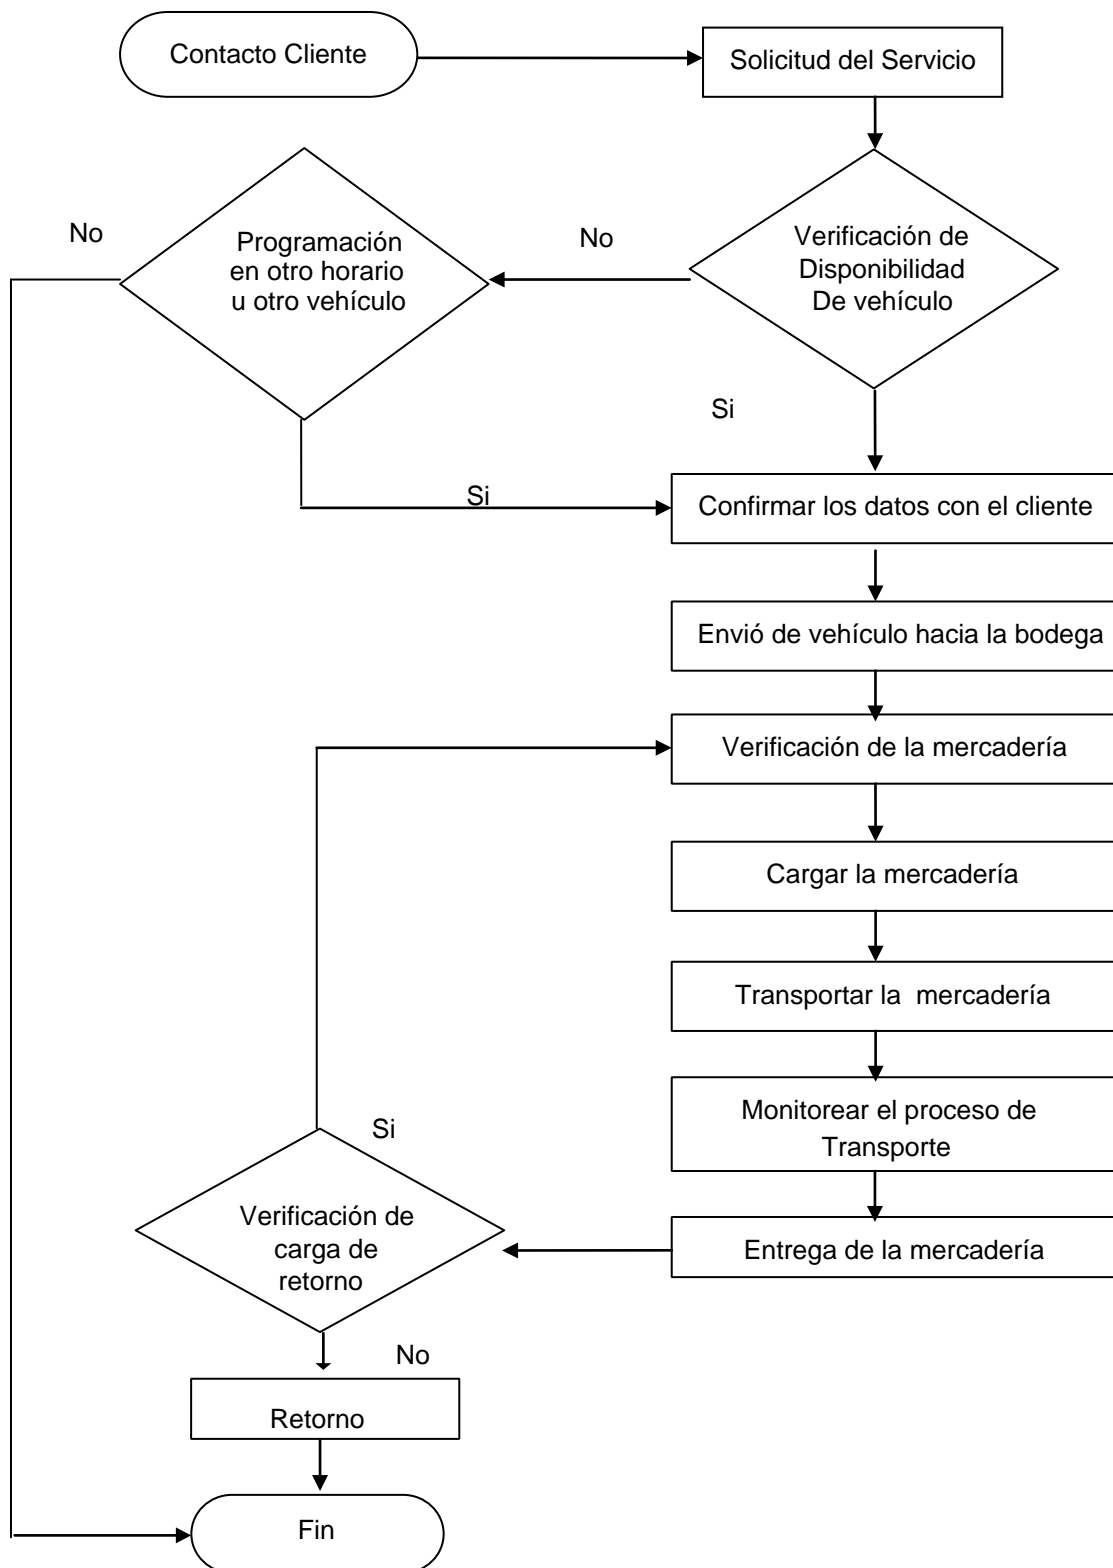 Contacto Cliente
Solicitud del Servicio
No
Programación
en otro horario
u otro vehículo
No
Verificación de
Disponibilidad
De vehículo
Si
Si
Confirmar los datos con el cliente
Envió de vehículo hacia la bodega
Verificación de la mercadería
Cargar la mercadería
Transportar la mercadería
Monitorear el proceso de
Transporte
Si
Verificación de
carga de
retorno
Entrega de la mercadería
No
Retorno
Fin